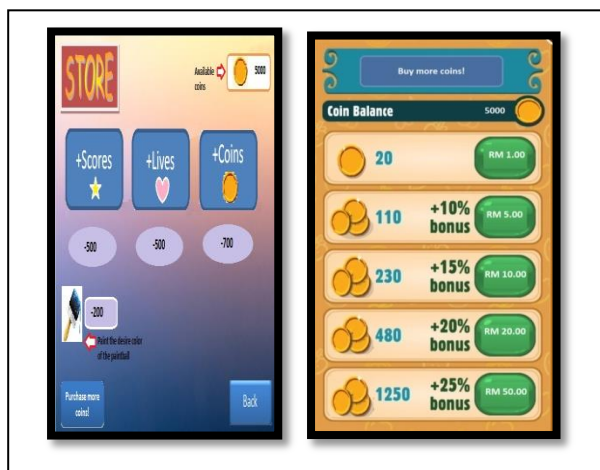 STORE
Available
coins
5000
+Scores
+Lives
+Coins
-500
-500
-700
-200
Paint the desire color
of the paintball
Purchase more
coins!
Back
Buy more coins!
Coin Balance
5000
20
RM 1.00
110
+10%
bonus
RM 5.00
230
+15%
bonus
RM 10.00
480
+20%
bonus
RM 20.00
1250
+25%
bonus
RM 50.00